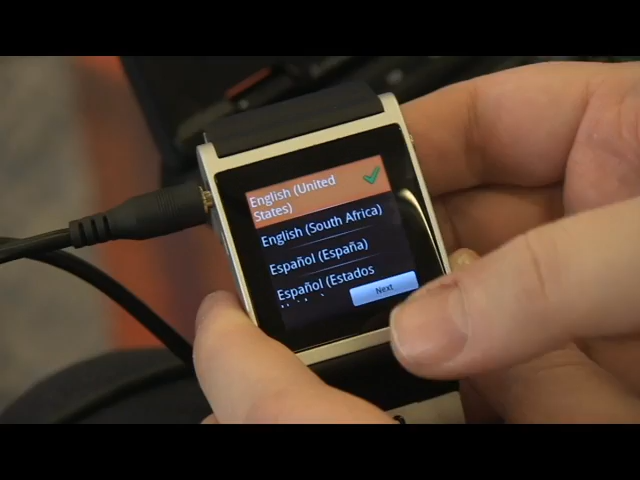 English (United
States)
English (South Africa)
Español (España)
Español (Estados
Next